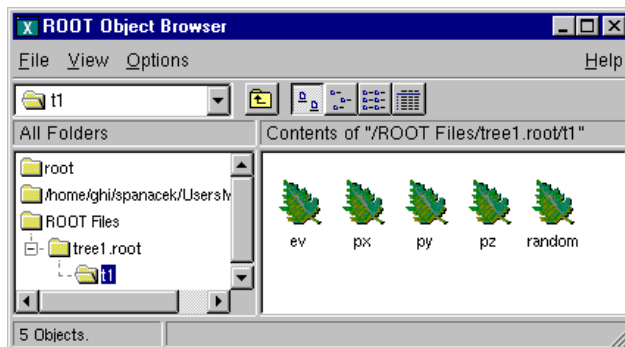 ROOT Object Browser
File View Options Help
t1
All Folders
Contents of "/ROOT Files/tree1.root/t1"
root
/home/ghi/spanacek/Users/v
ROOT Files
tree1.root
t1
ev px py pz random
5 Objects.